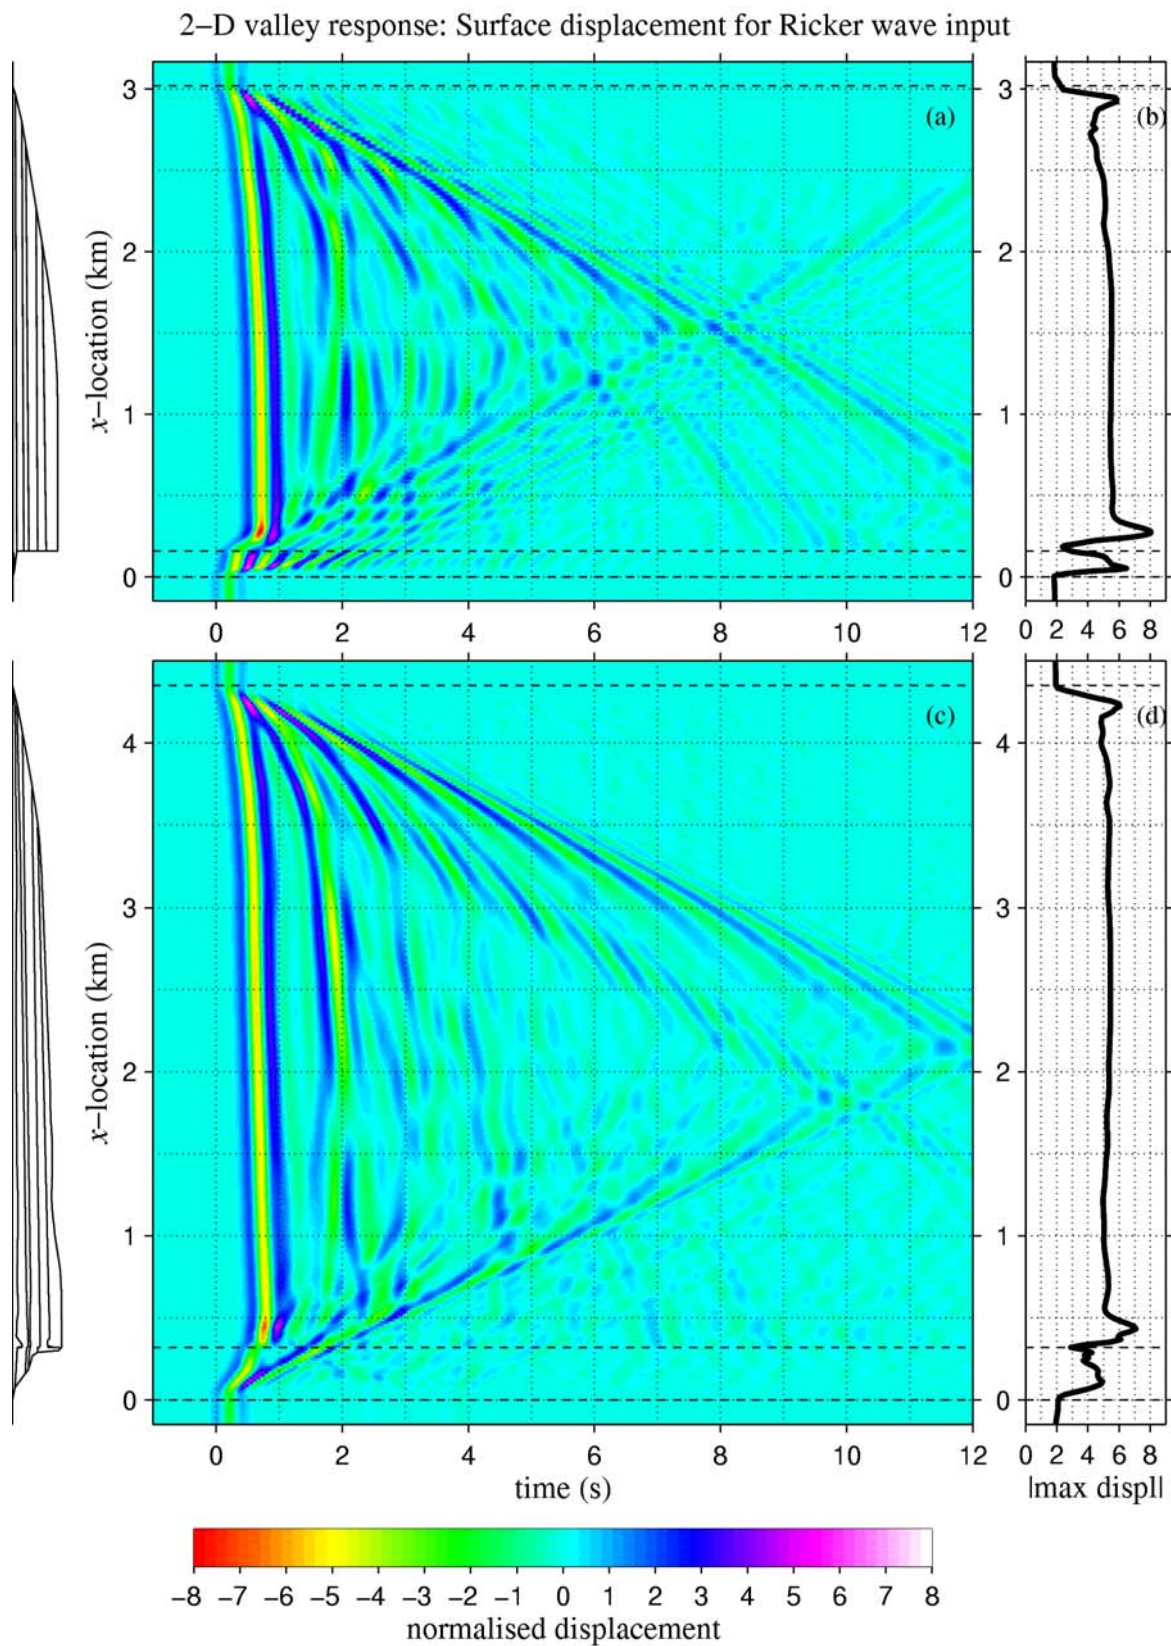 2−D valley response: Surface displacement for Ricker wave input
3
(a)
(b)
2
x−location (km)
1
0
0 2 4 6 8 10 12
0 2 4 6 8
(c)
(d)
4
3
x−location (km)
2
1
0
0 2 4 6 8 10 12
0 2 4 6 8
time (s)
|max displ|
−8 −7 −6 −5 −4 −3 −2 −1 0 1 2 3 4 5 6 7 8
normalised displacement